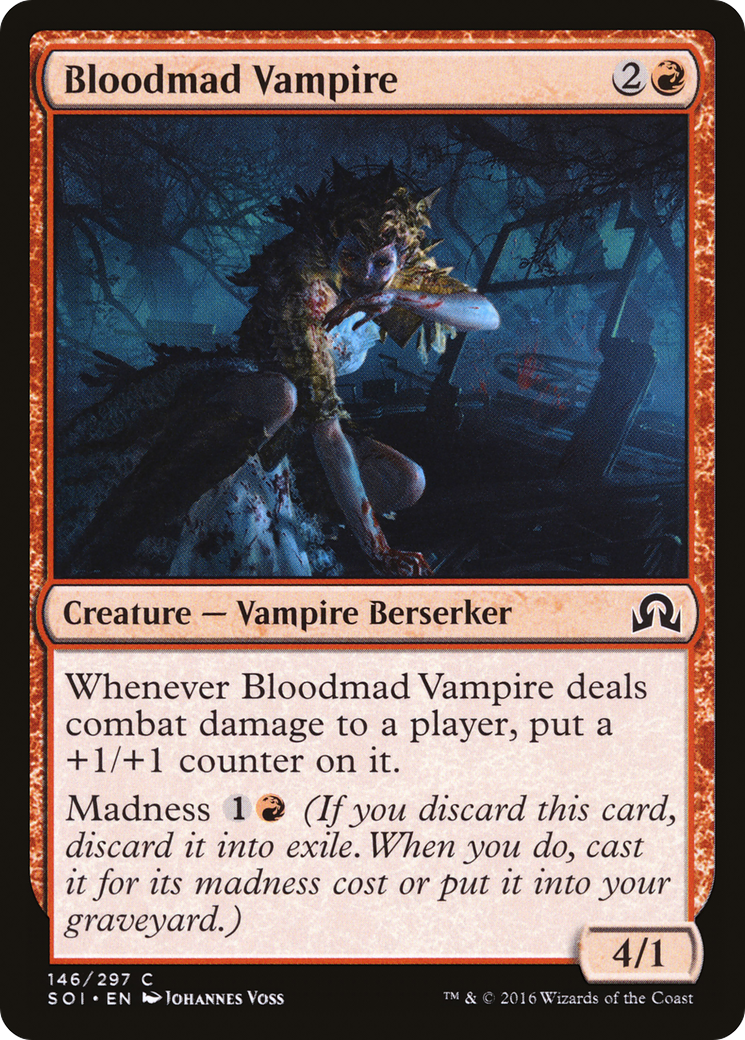 Bloodmad Vampire 2
Creature — Vampire Berserker
Whenever Bloodmad Vampire deals
combat damage to a player, put a
+1/+1 counter on it.
Madness 1 (If you discard this card,
discard it into exile. When you do, cast
it for its madness cost or put it into your
graveyard.)
4/1
146/297 C
SOI • EN Johannes Voss
™ & © 2016 Wizards of the Coast